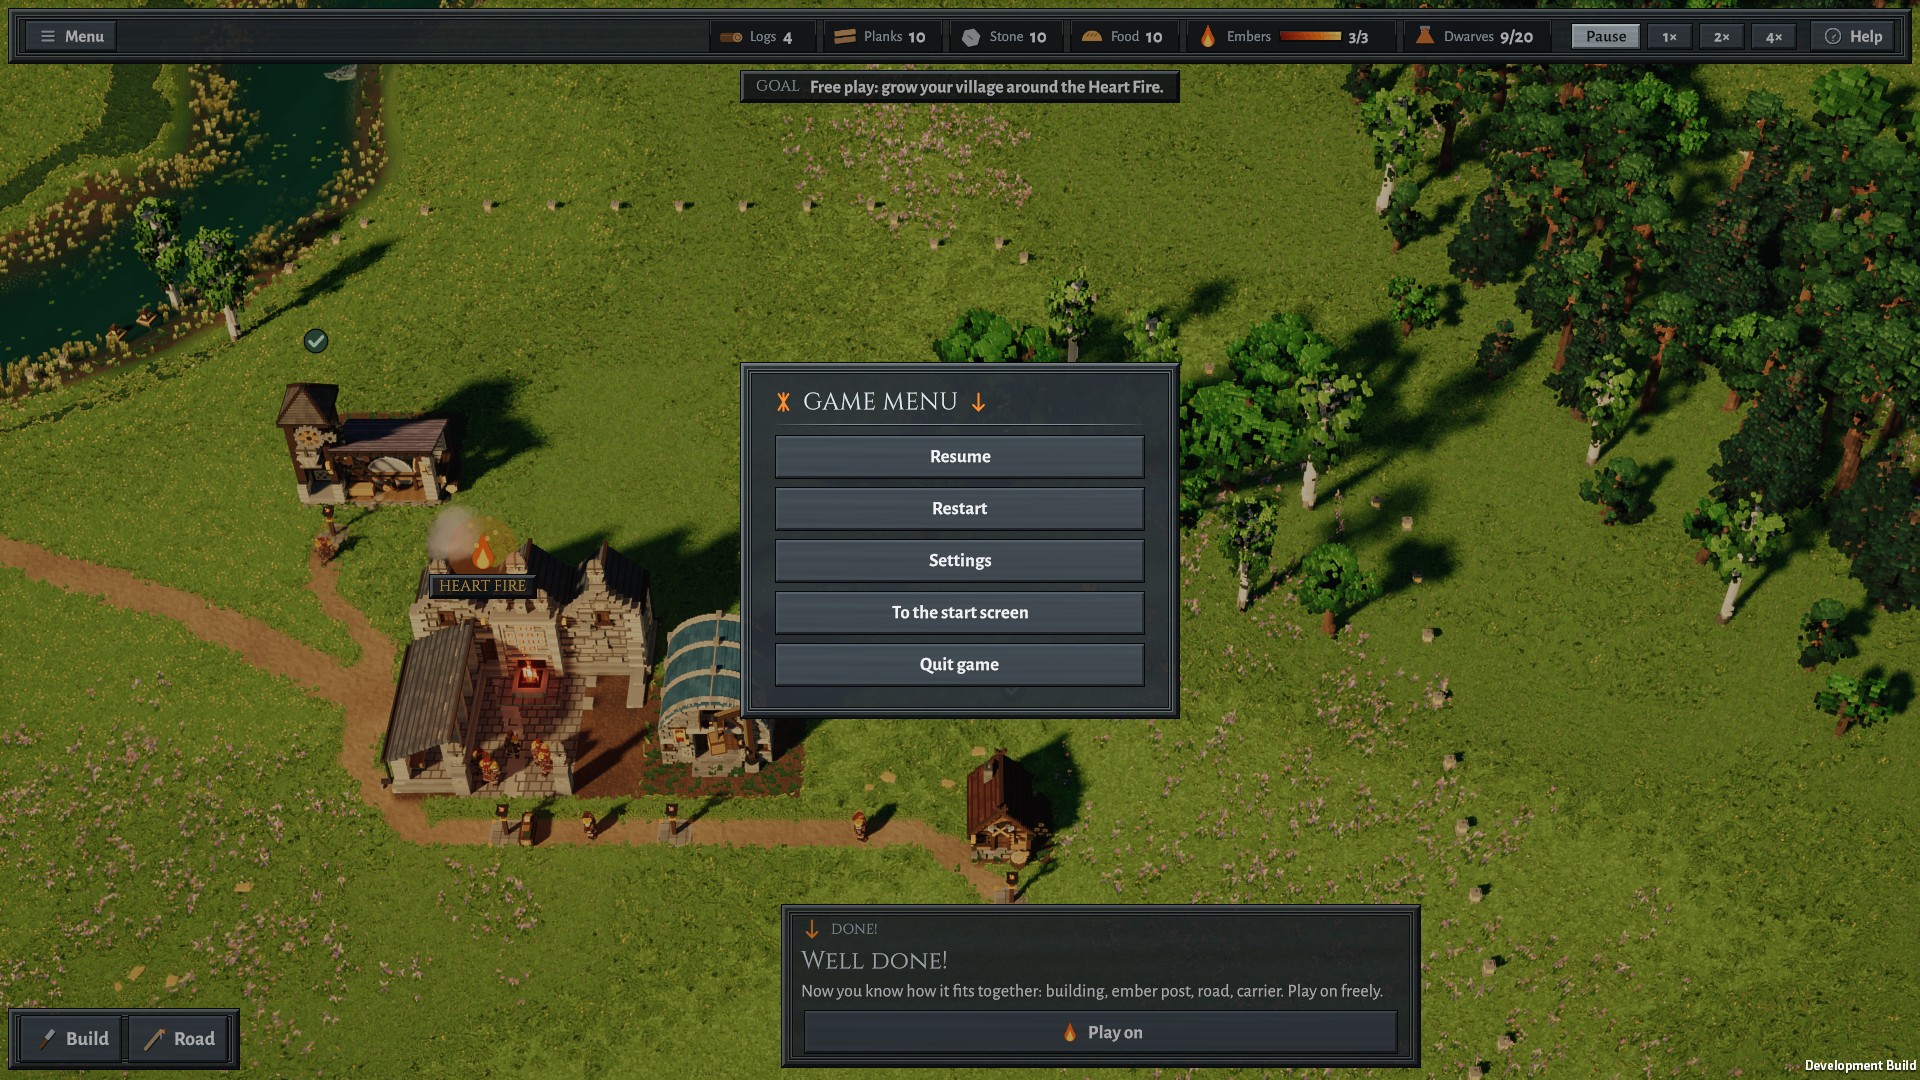 Menu
Logs 4
Planks 10
Stone 10
Food 10
Embers 3/3
Dwarves 9/20
Pause
1×
2×
4×
Help
GOAL Free play: grow your village around the Heart Fire.
GAME MENU
Resume
Restart
Settings
To the start screen
Quit game
HEART FIRE
DONE!
WELL DONE!
Now you know how it fits together: building, ember post, road, carrier. Play on freely.
Play on
Build
Road
Development Build